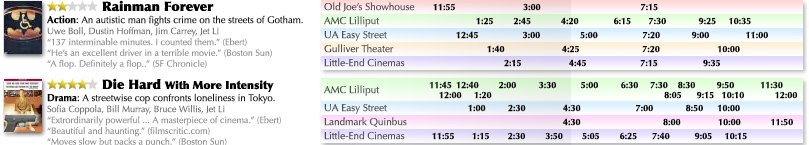 Rainman Forever
Action: An autistic man fights crime on the streets of Gotham.
Uwe Boll, Dustin Hoffman, Jim Carrey, Jet Li
“137 interminable minutes. I counted them.” (Ebert)
“He’s an excellent driver in a terrible movie.” (Boston Sun)
“A flop. Definitely a flop..” (SF Chronicle)
Old Joe’s Showhouse 11:55 3:00 7:15
AMC Lilliput 1:25 2:45 4:20 6:15 7:30 9:25 10:35
UA Easy Street 12:45 3:00 5:00 7:20 9:00 11:00
Gulliver Theater 1:40 4:25 7:20 10:00
Little-End Cinemas 2:15 4:45 7:15 9:35
Die Hard With More Intensity
Drama: A streetwise cop confronts loneliness in Tokyo.
Sofia Coppola, Bill Murray, Bruce Willis, Jet Li
“Extrordinarily powerful ... A masterpiece of cinema.” (Ebert)
“Beautiful and haunting.” (filmscritic.com)
“Moves slow but packs a punch.” (Boston Sun)
AMC Lilliput 11:45 12:40 2:00 3:30 5:00 6:30 7:30 8:30 9:50 11:30
12:00 1:20 8:05 9:15 10:10 12:00
UA Easy Street 1:00 2:30 4:30 7:00 8:50 10:00
Landmark Quinbus 4:30 8:00 10:00 11:50
Little-End Cinemas 11:55 1:15 2:30 3:50 5:05 6:25 7:40 9:05 10:15